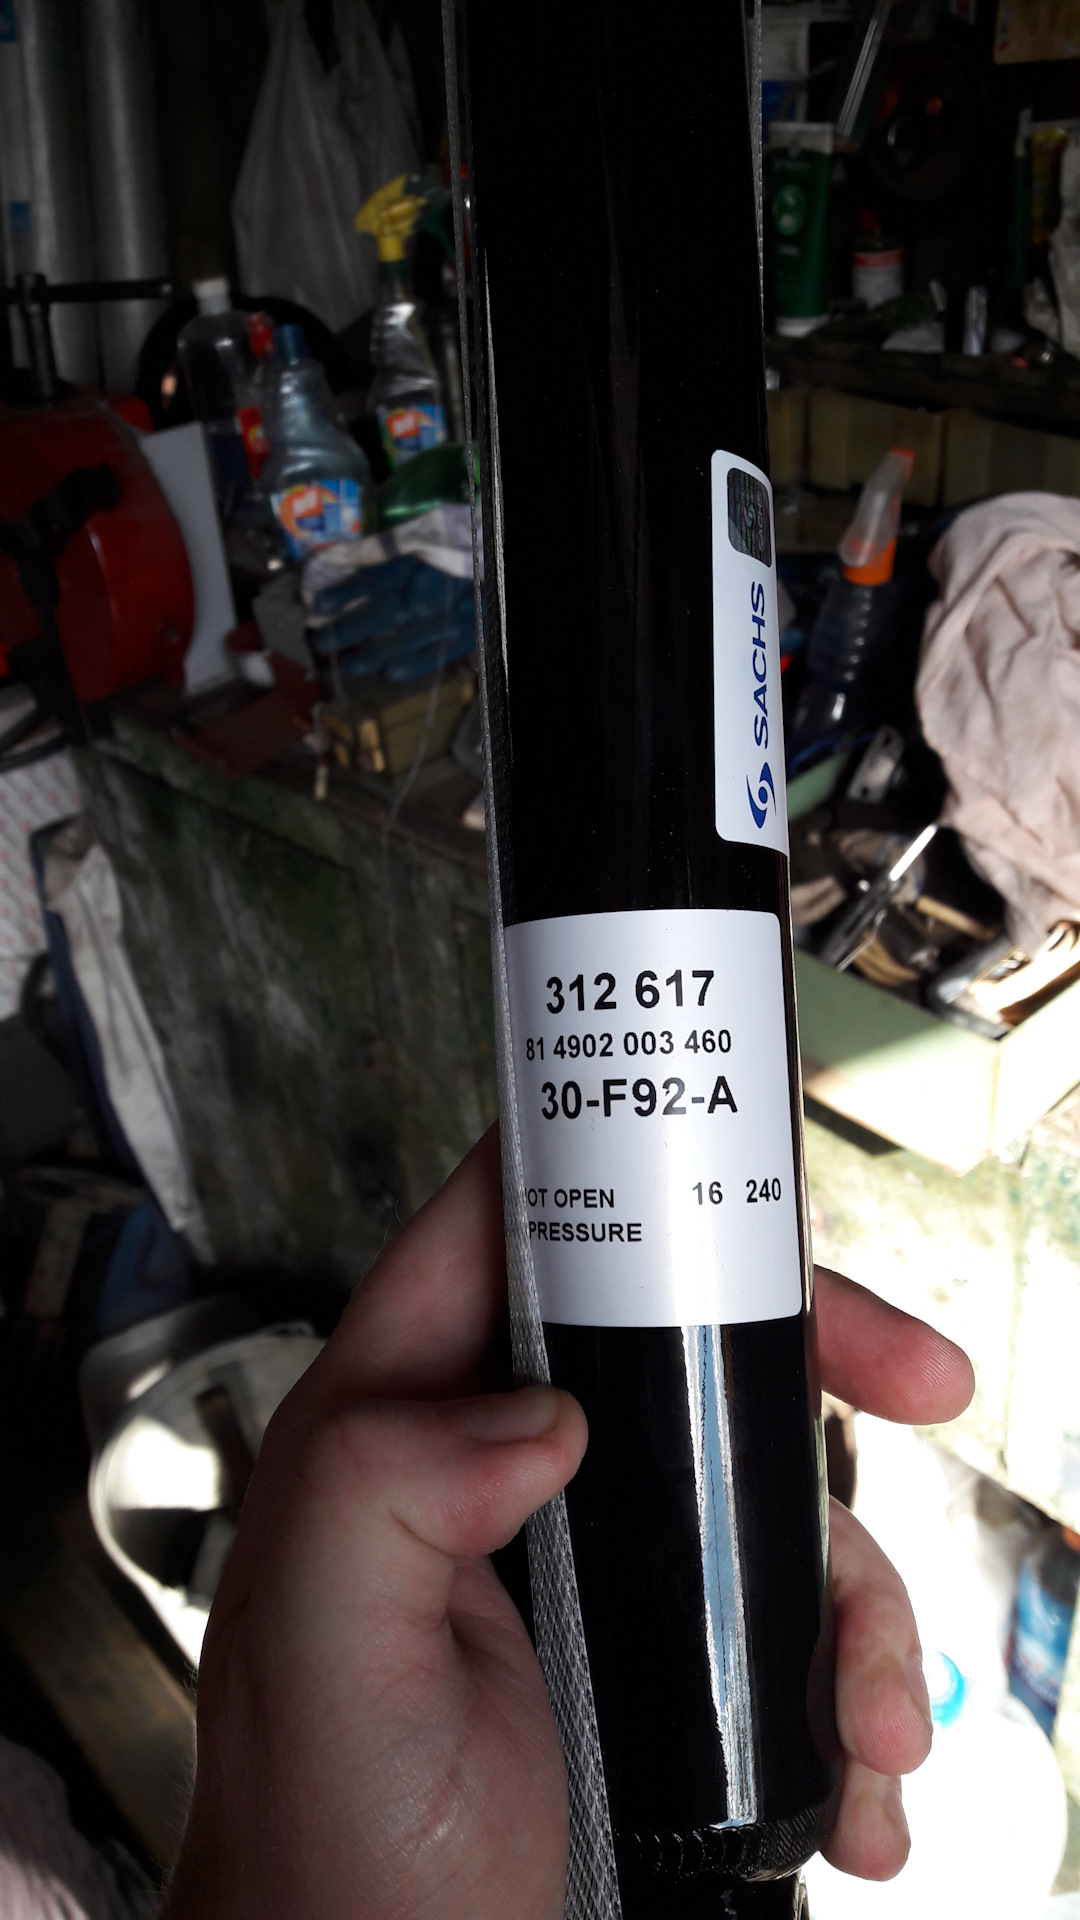 SACHS
312 617
81 4902 003 460
30-F92-A
OT OPEN 16 240
PRESSURE